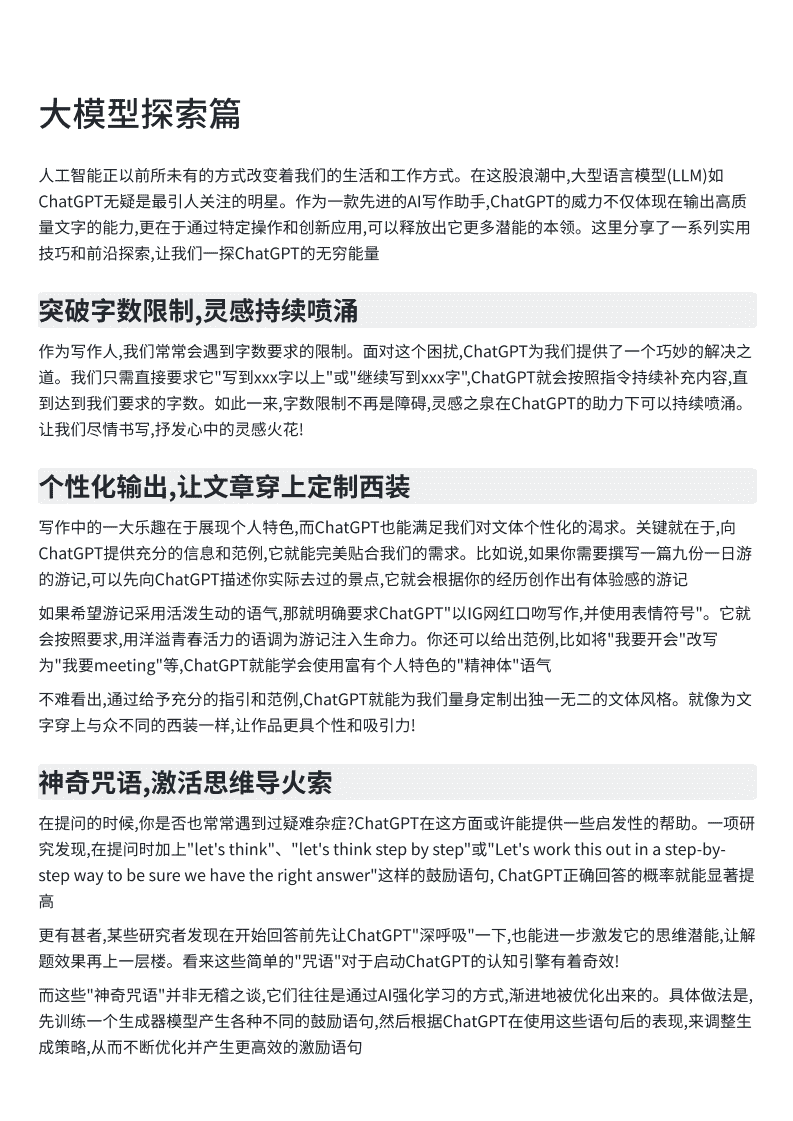 大模型探索篇
人工智能正以前所未有的方式改变着我们的生活和工作方式。在这股浪潮中,大型语言模型(LLM)如
ChatGPT无疑是最引人关注的明星。作为一款先进的AI写作助手,ChatGPT的威力不仅体现在输出高质
量文字的能力,更在于通过特定操作和创新应用,可以释放出它更多潜能的本领。这里分享了一系列实用
技巧和前沿探索,让我们一探ChatGPT的无穷能量
突破字数限制,灵感持续喷涌
作为写作人,我们常常会遇到字数要求的限制。面对这个困扰,ChatGPT为我们提供了一个巧妙的解决之
道。我们只需直接要求它"写到xxx字以上"或"继续写到xxx字",ChatGPT就会按照指令持续补充内容,直
到达到我们要求的字数。如此一来,字数限制不再是障碍,灵感之泉在ChatGPT的助力下可以持续喷涌。
让我们尽情书写,抒发心中的灵感火花!
个性化输出,让文章穿上定制西装
写作中的一大乐趣在于展现个人特色,而ChatGPT也能满足我们对文体个性化的渴求。关键就在于,向
ChatGPT提供充分的信息和范例,它就能完美贴合我们的需求。比如说,如果你需要撰写一篇九份一日游
的游记,可以先向ChatGPT描述你实际去过的景点,它就会根据你的经历创作出有体验感的游记
如果希望游记采用活泼生动的语气,那就明确要求ChatGPT"以IG网红口吻写作,并使用表情符号"。它就
会按照要求,用洋溢青春活力的语调为游记注入生命力。你还可以给出范例,比如将"我要开会"改写
为"我要meeting"等,ChatGPT就能学会使用富有个人特色的"精神体"语气
不难看出,通过给予充分的指引和范例,ChatGPT就能为我们量身定制出独一无二的文体风格。就像为文
字穿上与众不同的西装一样,让作品更具个性和吸引力!
神奇咒语,激活思维导火索
在提问的时候,你是否也常常遇到过疑难杂症?ChatGPT在这方面或许能提供一些启发性的帮助。一项研
究发现,在提问时加上"let's think"、"let's think step by step"或"Let's work this out in a step-by-
step way to be sure we have the right answer"这样的鼓励语句, ChatGPT正确回答的概率就能显著提
高
更有甚者,某些研究者发现在开始回答前先让ChatGPT"深呼吸"一下,也能进一步激发它的思维潜能,让解
题效果再上一层楼。看来这些简单的"咒语"对于启动ChatGPT的认知引擎有着奇效!
而这些"神奇咒语"并非无稽之谈,它们往往是通过AI强化学习的方式,渐进地被优化出来的。具体做法是,
先训练一个生成器模型产生各种不同的鼓励语句,然后根据ChatGPT在使用这些语句后的表现,来调整生
成策略,从而不断优化并产生更高效的激励语句